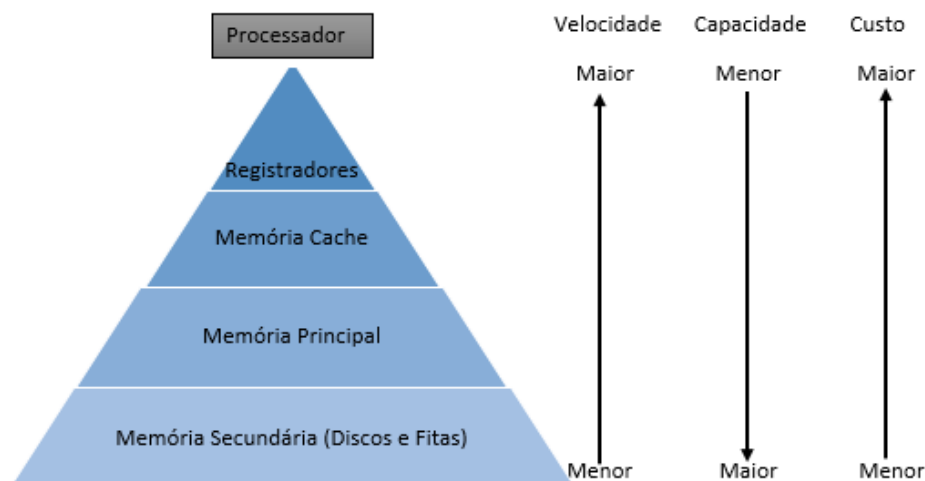 Processador
Velocidade Capacidade Custo
Maior Menor Maior
Registradores
Memória Cache
Memória Principal
Memória Secundária (Discos e Fitas)
Menor Maior Menor